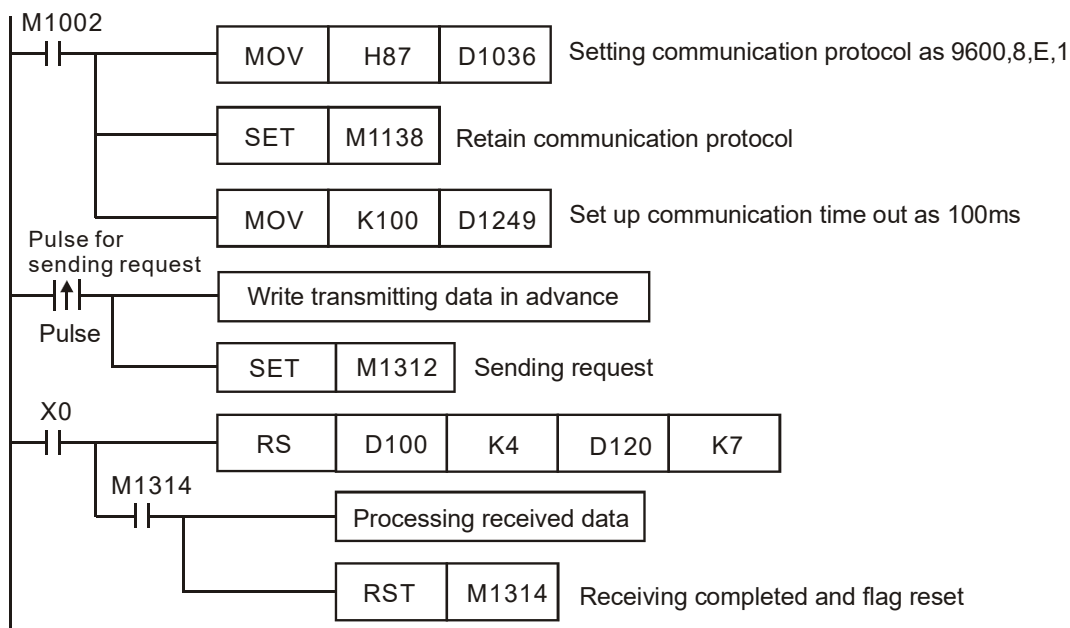 M1002
MOV H87 D1036 Setting communication protocol as 9600,8,E,1
SET M1138 Retain communication protocol
MOV K100 D1249 Set up communication time out as 100ms
Pulse for
sending request
Write transmitting data in advance
Pulse
SET M1312 Sending request
X0
RS D100 K4 D120 K7
M1314
Processing received data
RST M1314 Receiving completed and flag reset